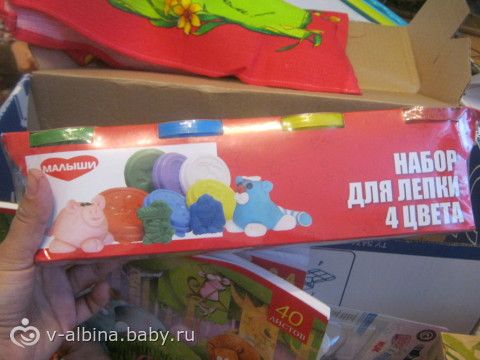 МАЛЫШИ
НАБОР
ДЛЯ ЛЕПКИ
4 ЦВЕТА
40
ЛИСТОВ
v-albina.baby.ru